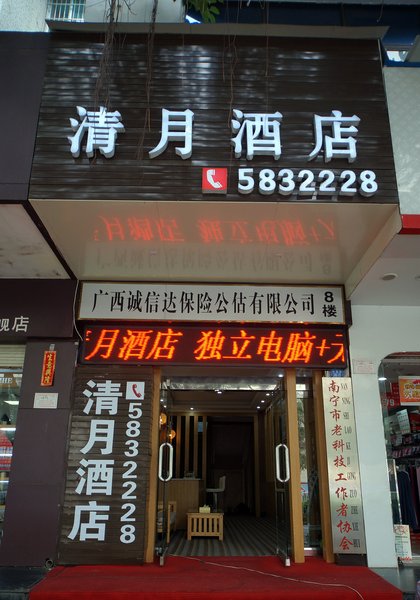 清月酒店
5832228
广西诚信达保险公估有限公司
8楼
月酒店 独立电脑+
清月酒店
5832228
南宁市老科技工作者协会